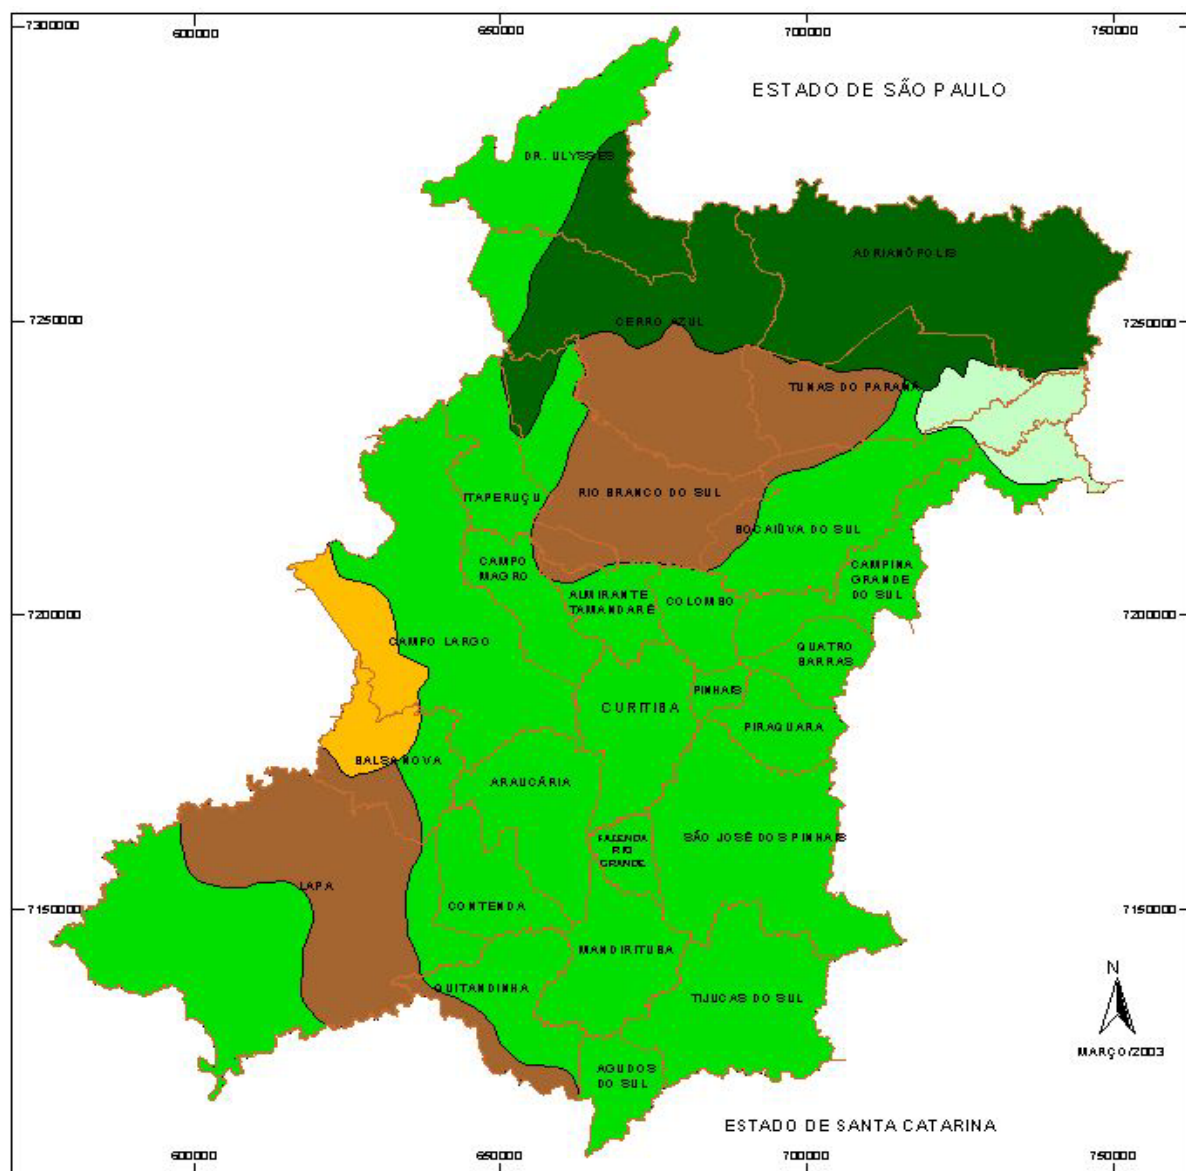 7300000
600000
650000
700000
750000
ESTADO DE SÃO PAULO
DR. ULYSSES
ADRIANÓPOLIS
7250000
CERRO AZUL
7250000
TUNAS DO PARANÁ
ITAPERUÇU
RIO BRANCO DO SUL
BOCAIÚVA DO SUL
CAMPO
MAGRO
CAMPINA
GRANDE
DO SUL
ALMIRANTE
TAMANDARÉ
COLOMBO
7200000
7200000
CAMPO LARGO
QUATRO
BARRAS
PINHAIS
CURITIBA
PIRAQUARA
BALSA NOVA
ARAUCÁRIA
FAZENDA
RIO
GRANDE
SÃO JOSÉ DOS PINHAIS
LAPA
CONTENDA
7150000
7150000
MANDIRITUBA
QUITANDINHA
TIJUCAS DO SUL
N
MARÇO/2003
AGUDOS
DO SUL
ESTADO DE SANTA CATARINA
600000
650000
700000
750000